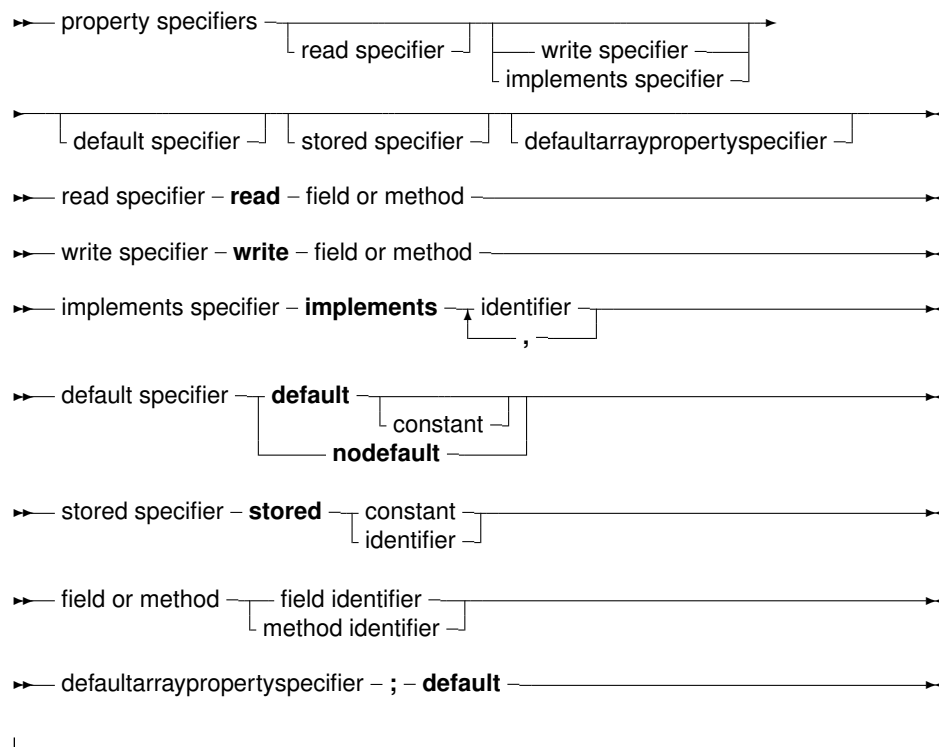 property specifiers
read specifier write specifier
implements specifier
default specifier stored specifier defaultarraypropertyspecifier
read specifier read field or method
write specifier write field or method
implements specifier implements identifier
,
default specifier default
constant
nodefault
stored specifier stored constant
identifier
field or method field identifier
method identifier
defaultarraypropertyspecifier ; default